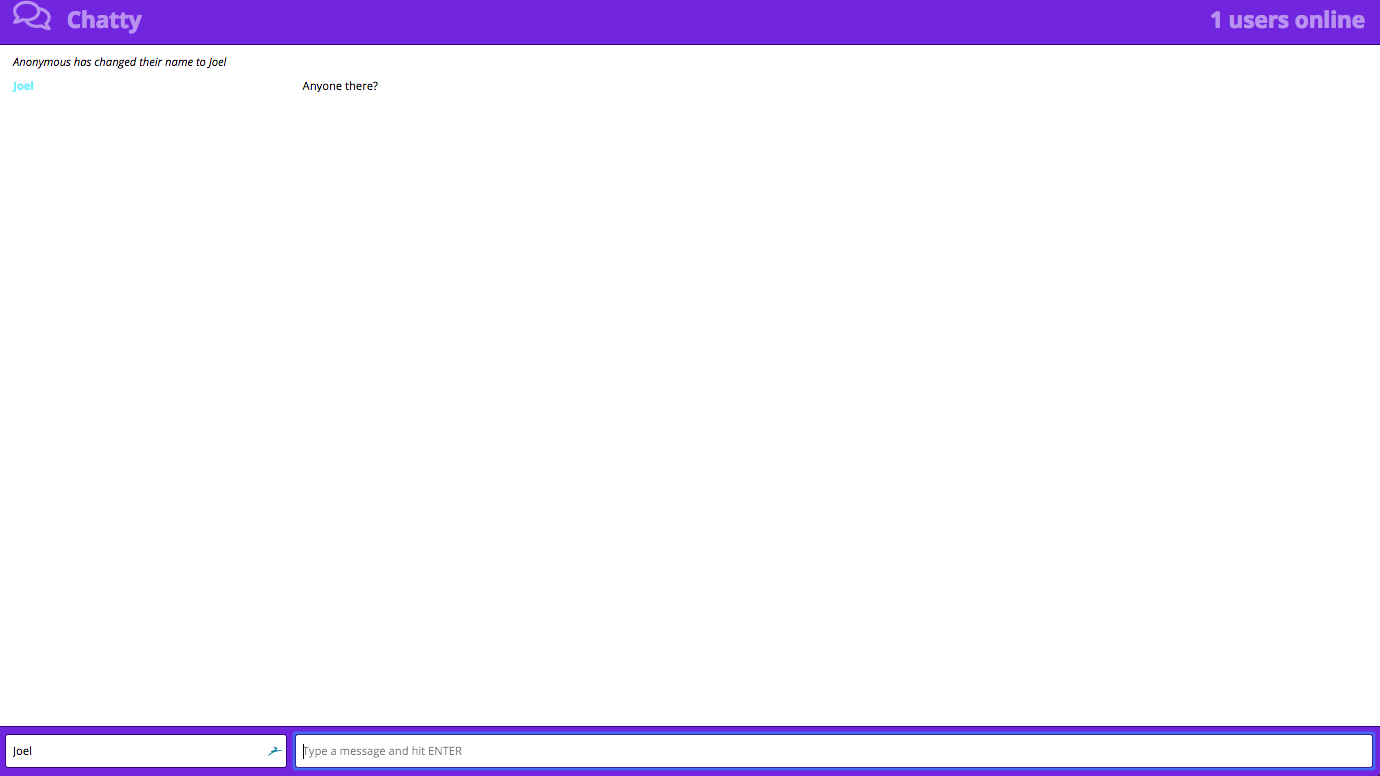 Chatty
1 users online
Anonymous has changed their name to Joel
Joel Anyone there?
Joel
Type a message and hit ENTER